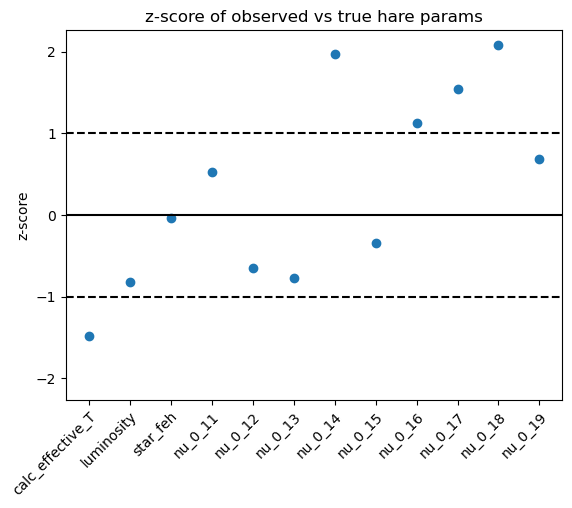 z-score of observed vs true hare params
z-score
2
1
0
−1
−2
calc_effective_T
luminosity
star_feh
nu_0_11
nu_0_12
nu_0_13
nu_0_14
nu_0_15
nu_0_16
nu_0_17
nu_0_18
nu_0_19